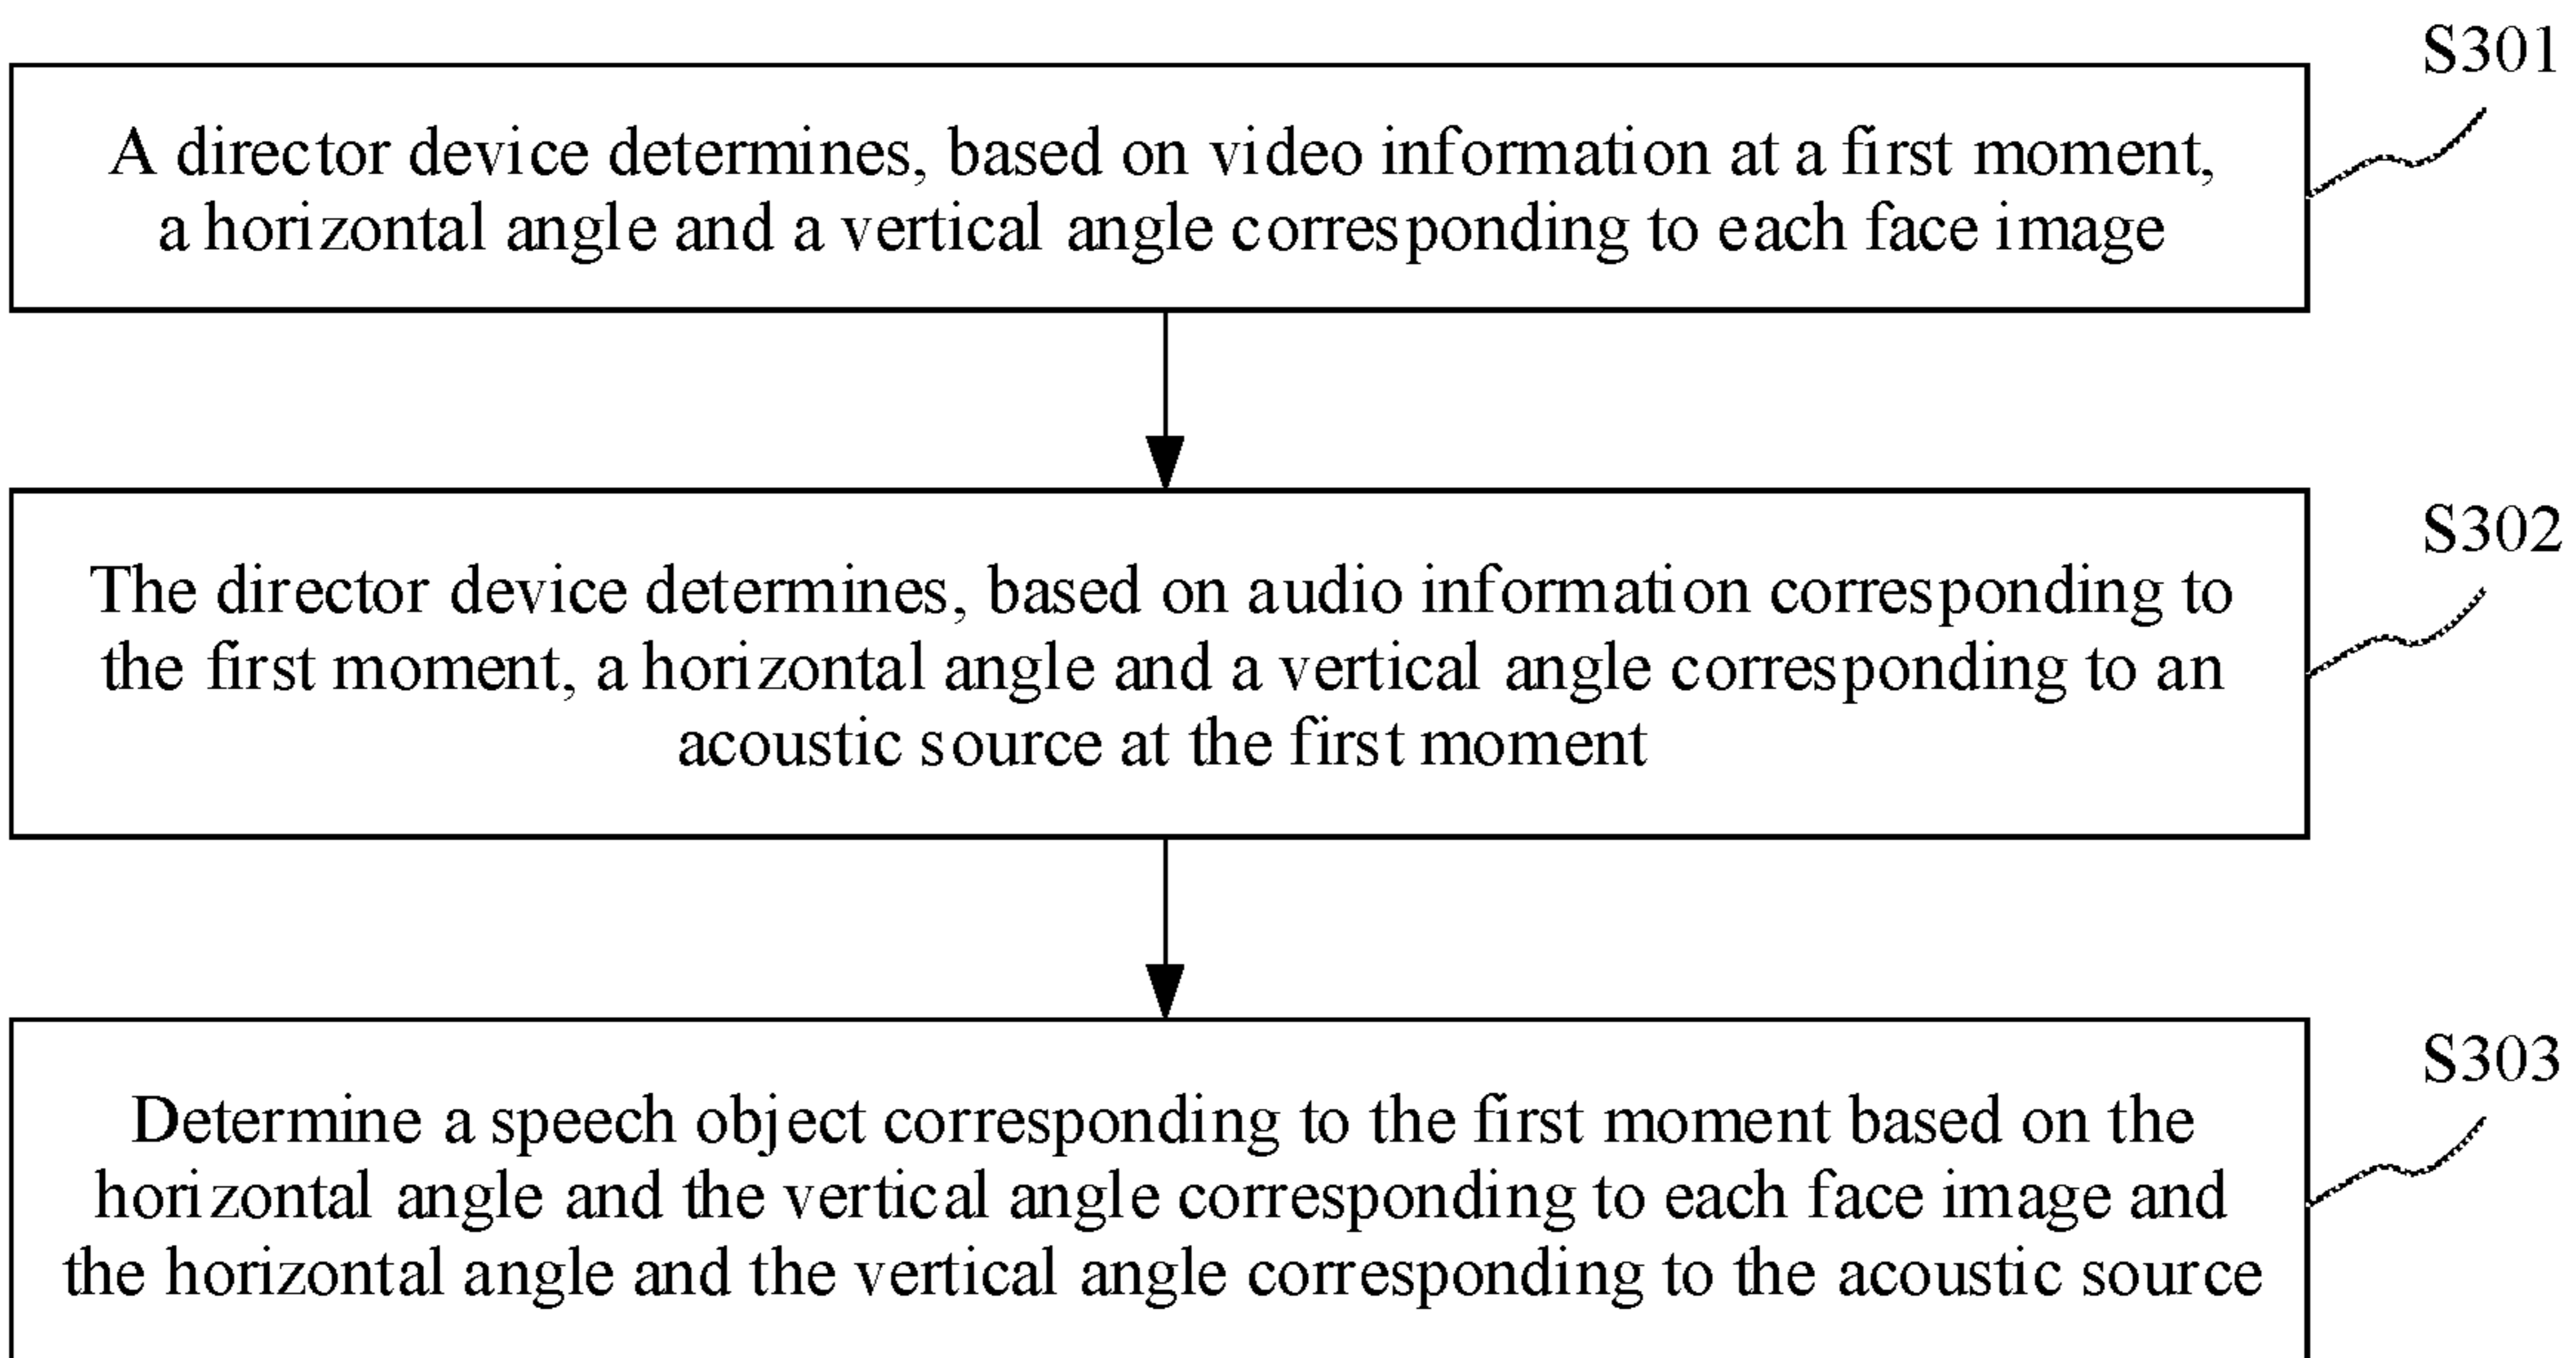 S301
A director device determines, based on video information at a first moment,
a horizontal angle and a vertical angle corresponding to each face image
S302
The director device determines, based on audio information corresponding to
the first moment, a horizontal angle and a vertical angle corresponding to an
acoustic source at the first moment
S303
Determine a speech object corresponding to the first moment based on the
horizontal angle and the vertical angle corresponding to each face image and
the horizontal angle and the vertical angle corresponding to the acoustic source